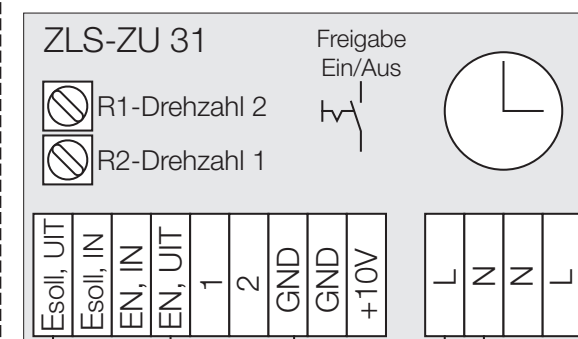 ZLS-ZU 31
Freigabe
Ein/Aus
R1-Drehzahl 2
R2-Drehzahl 1
Esoll, UIT
Esoll, IN
EN, IN
EN, UIT
1
2
GND
GND
+10V
L
N
N
L